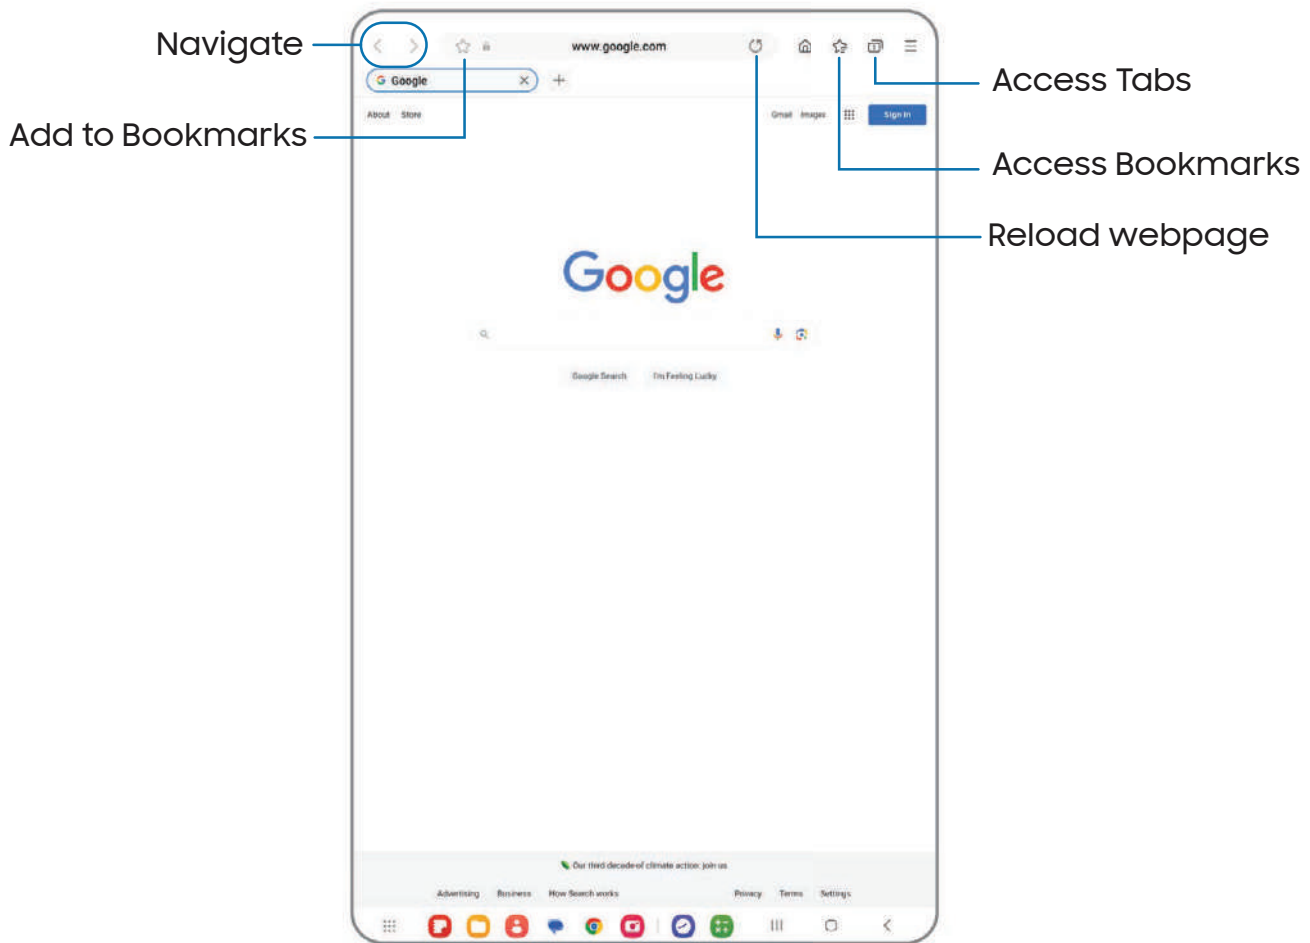 Navigate
www.google.com
G Google
Access Tabs
About Store
Gmail Images
Sign in
Add to Bookmarks
Access Bookmarks
Reload webpage
Google
Google Search I'm Feeling Lucky
Our third decade of climate action: join us
Advertising Business How Search works Privacy Terms Settings